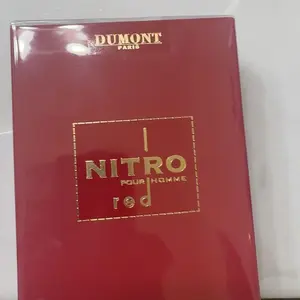 DUMONT
PARIS
NITRO
POUR HOMME
red